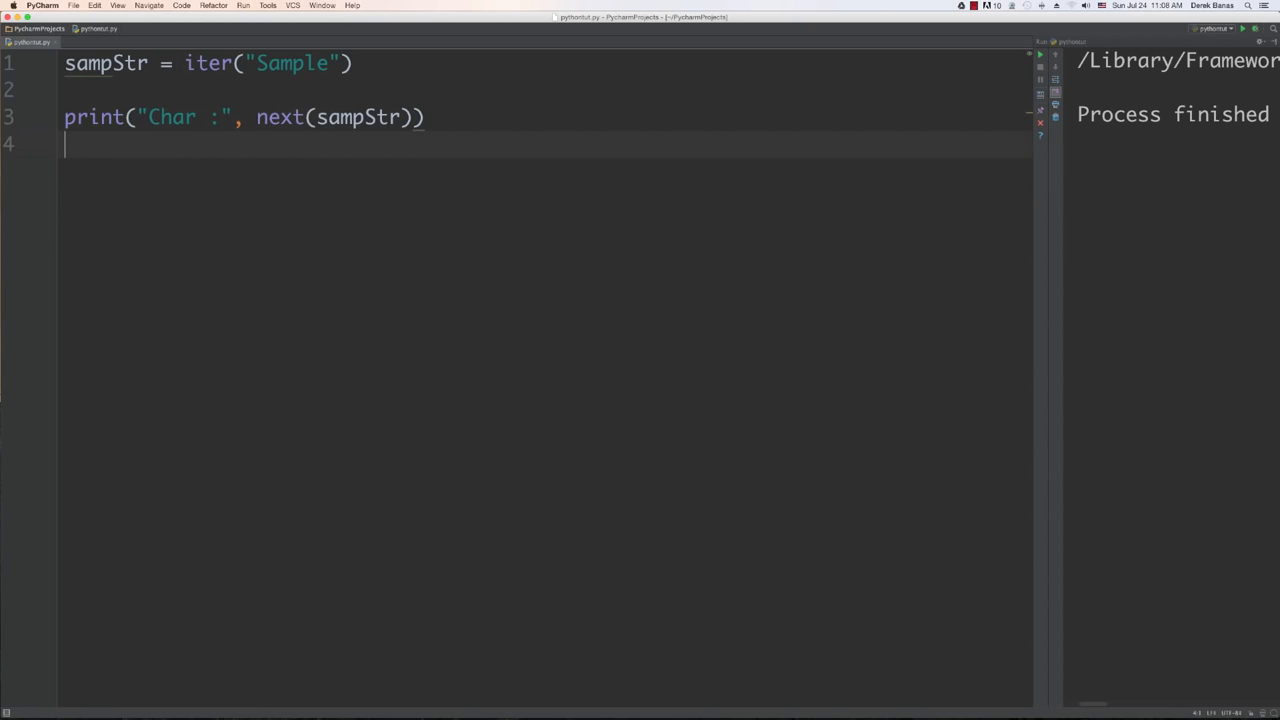 PyCharm File Edit View Navigate Code Refactor Run Tools VCS Window Help 10 Sun Jul 24 11:08 AM Derek Banas
pythontut.py - PycharmProjects - [~/PycharmProjects]
PycharmProjects pythontut.py pythontut
pythontut.py Run pythontut
1 sampStr = iter("Sample")
2
3 print("Char :", next(sampStr))
4
/Library/Framewor
Process finished
4:1 LF≑ UTF-8≑